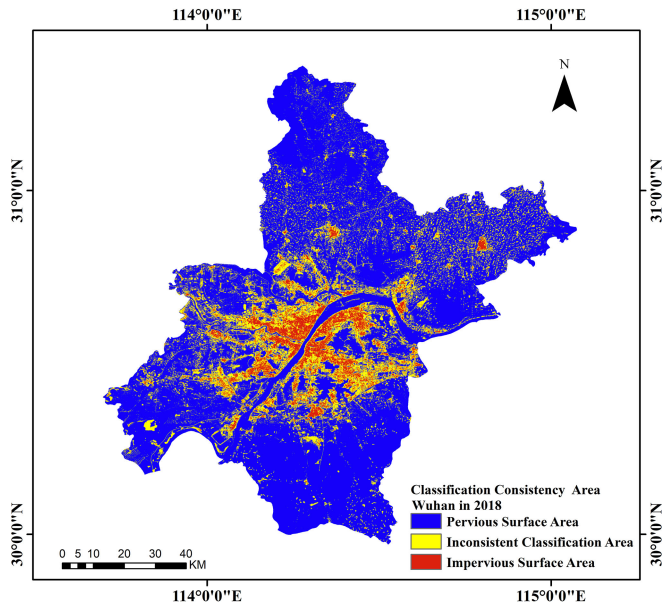 114°0'0"E 115°0'0"E
N
31°0'0"N 31°0'0"N
Classification Consistency Area
Wuhan in 2018
Pervious Surface Area
Inconsistent Classification Area
Impervious Surface Area
30°0'0"N 30°0'0"N
0 5 10 20 30 40
KM
114°0'0"E 115°0'0"E